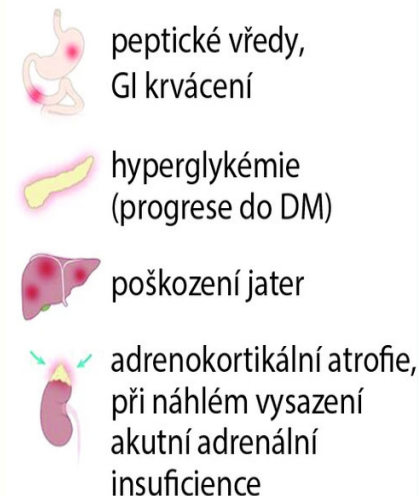 peptické vředy,
GI krvácení
hyperglykémie
(progrese do DM)
poškození jater
adrenokortikální atrofie,
při náhlém vysazení
akutní adrenální
insuficience